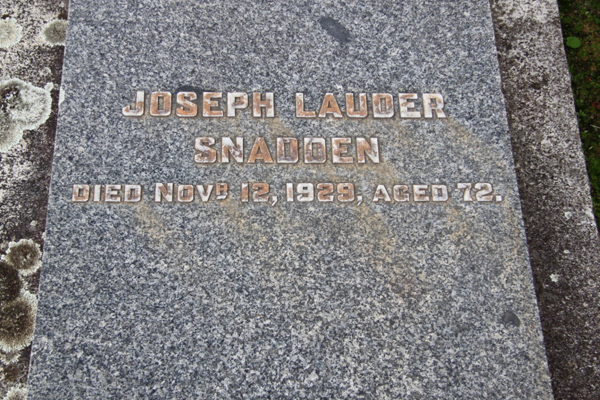 JOSEPH LAUDER
SNADDEN
DIED NOVR 12, 1929, AGED 72.